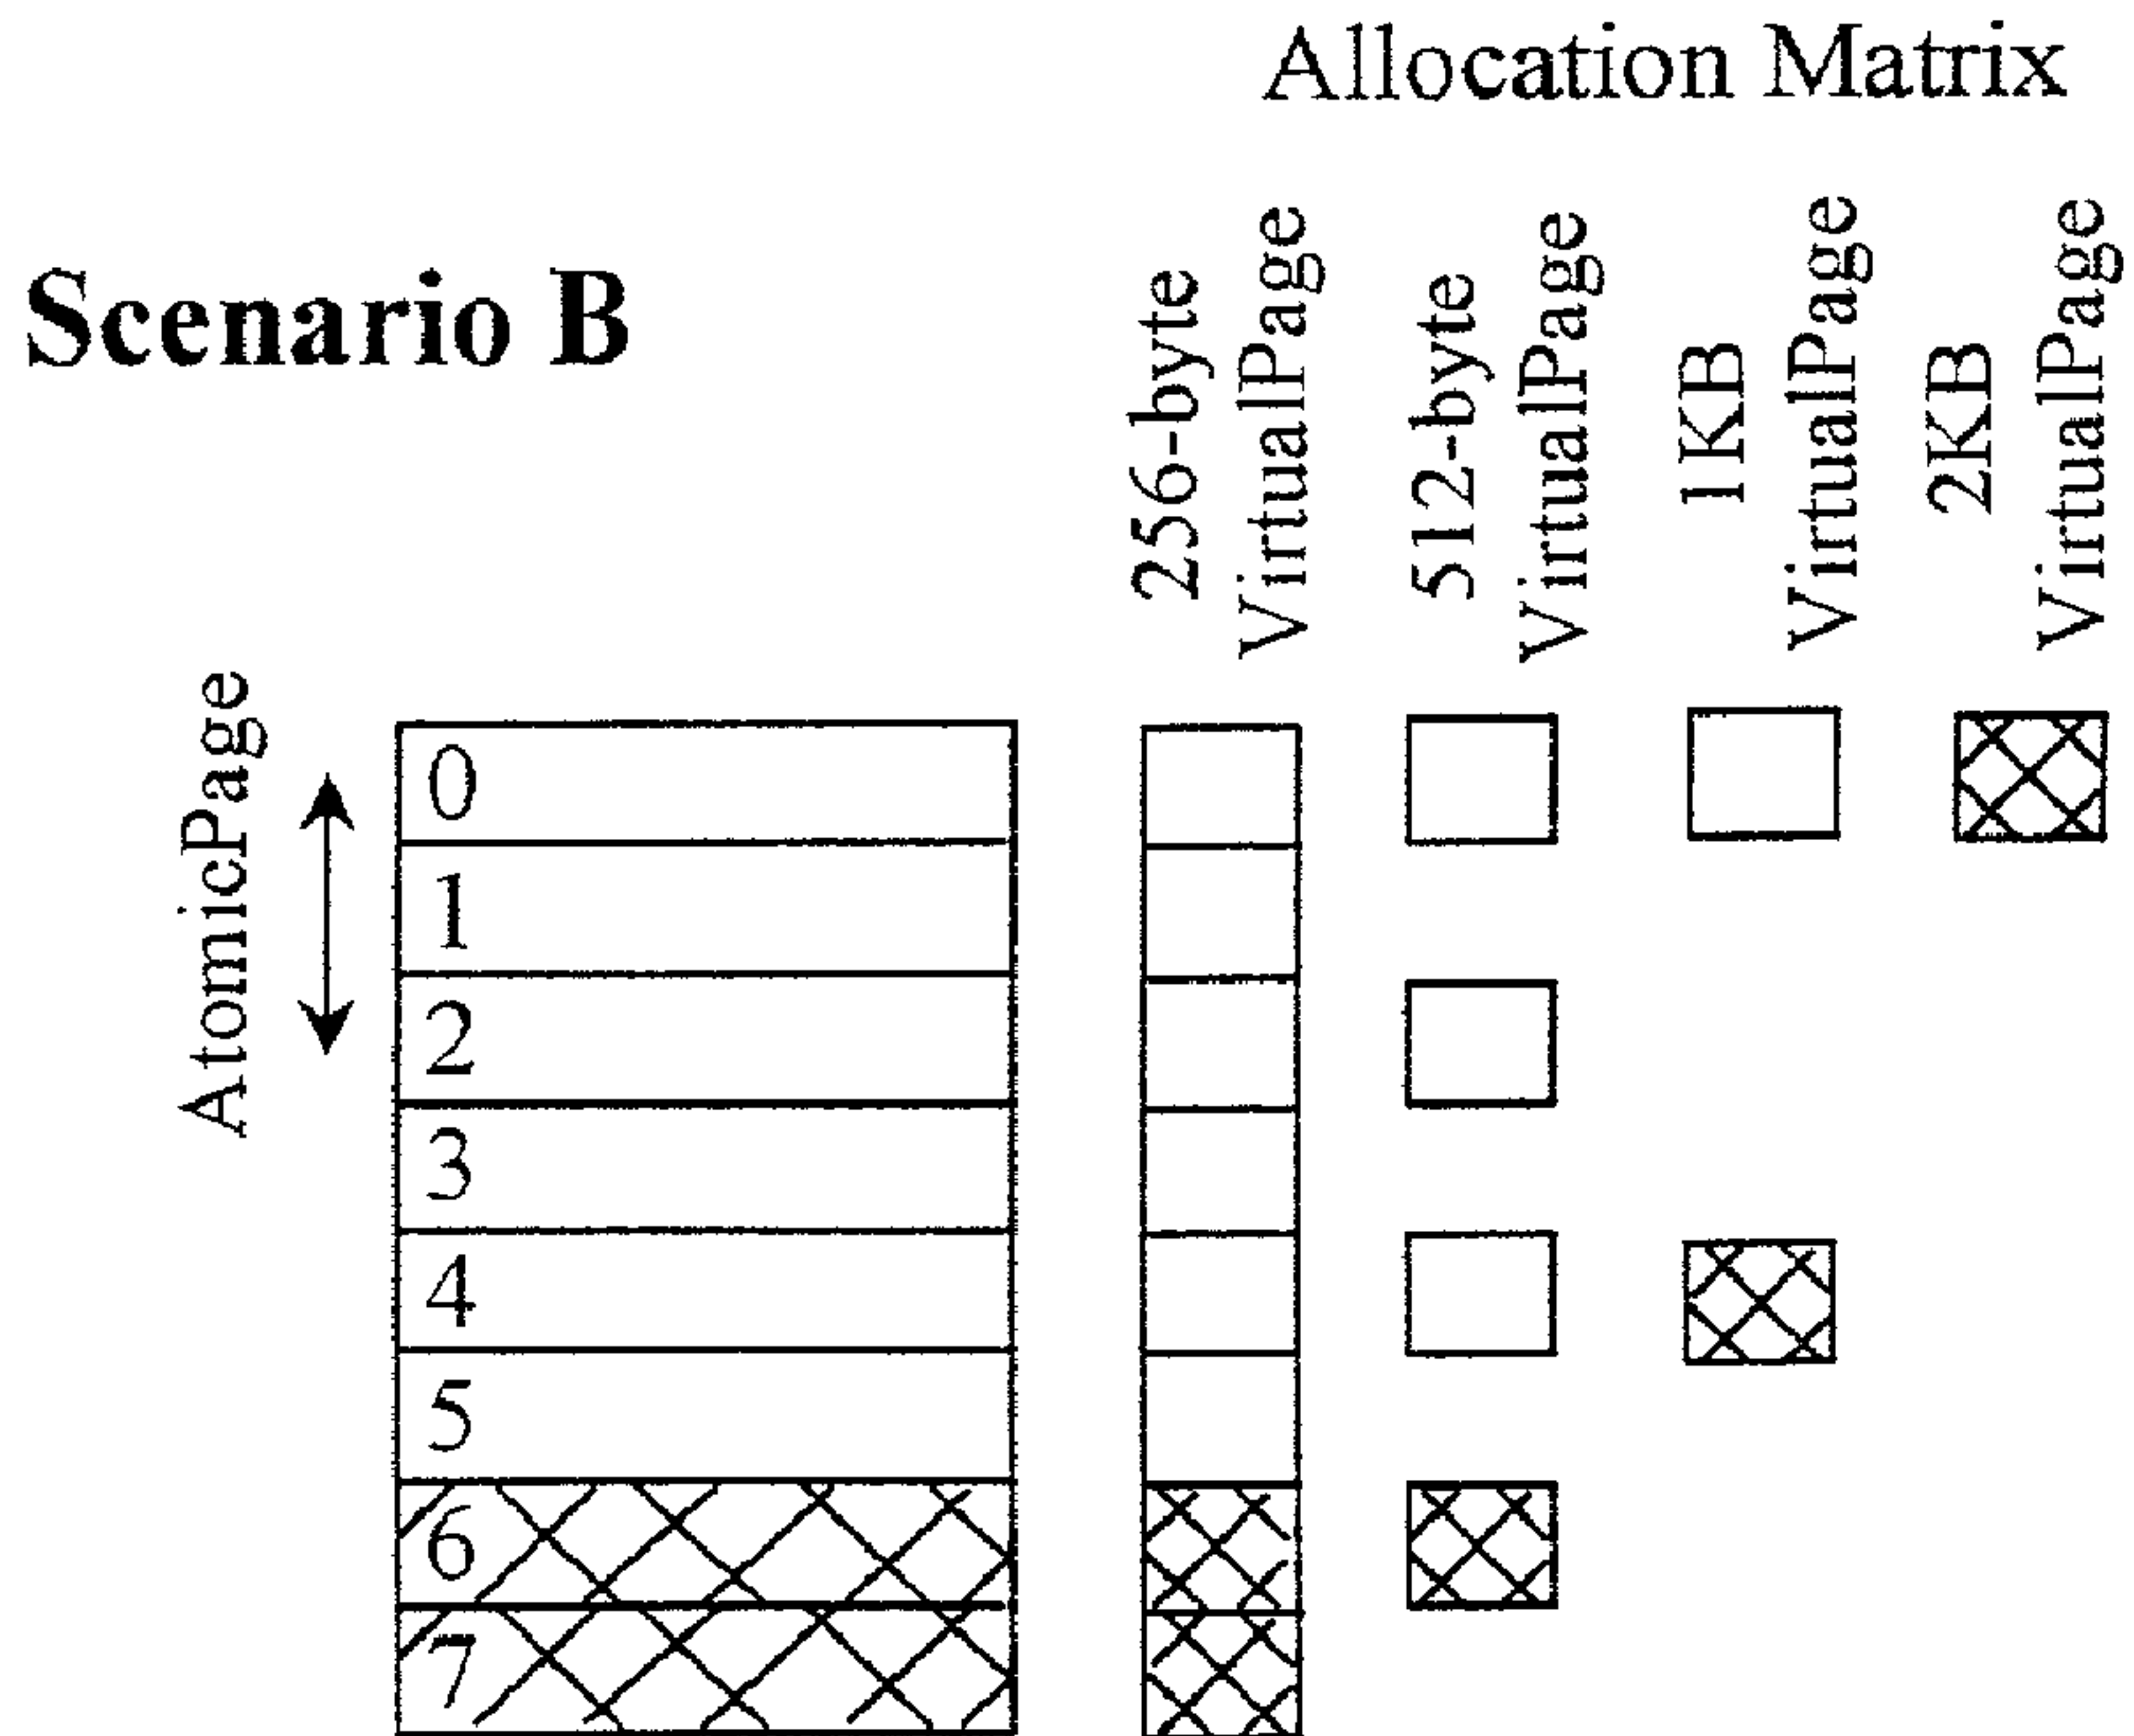 Allocation Matrix
Scenario B
256-byte
VirtualPage
512-byte
VirtualPage
1KB
VirtualPage
2KB
VirtualPage
AtomicPage
0
1
2
3
4
5
6
7